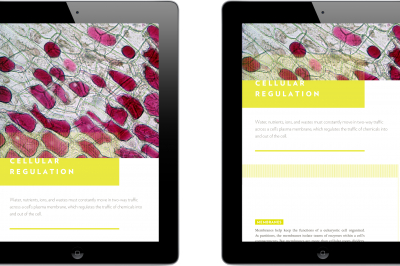 CELLULAR
REGULATION
Water, nutrients, ions, and wastes must constantly move in two-way traffic
across a cell's plasma membrane, which regulates the traffic of chemicals into
and out of the cell.
CELLULAR
REGULATION
Water, nutrients, ions, and wastes must constantly move in two-way traffic
across a cell's plasma membrane, which regulates the traffic of chemicals into
and out of the cell.
MEMBRANES
Membranes help keep the functions of a eukaryotic cell organized.
At partitions, the membranes isolate teams of enzymes within a cell's